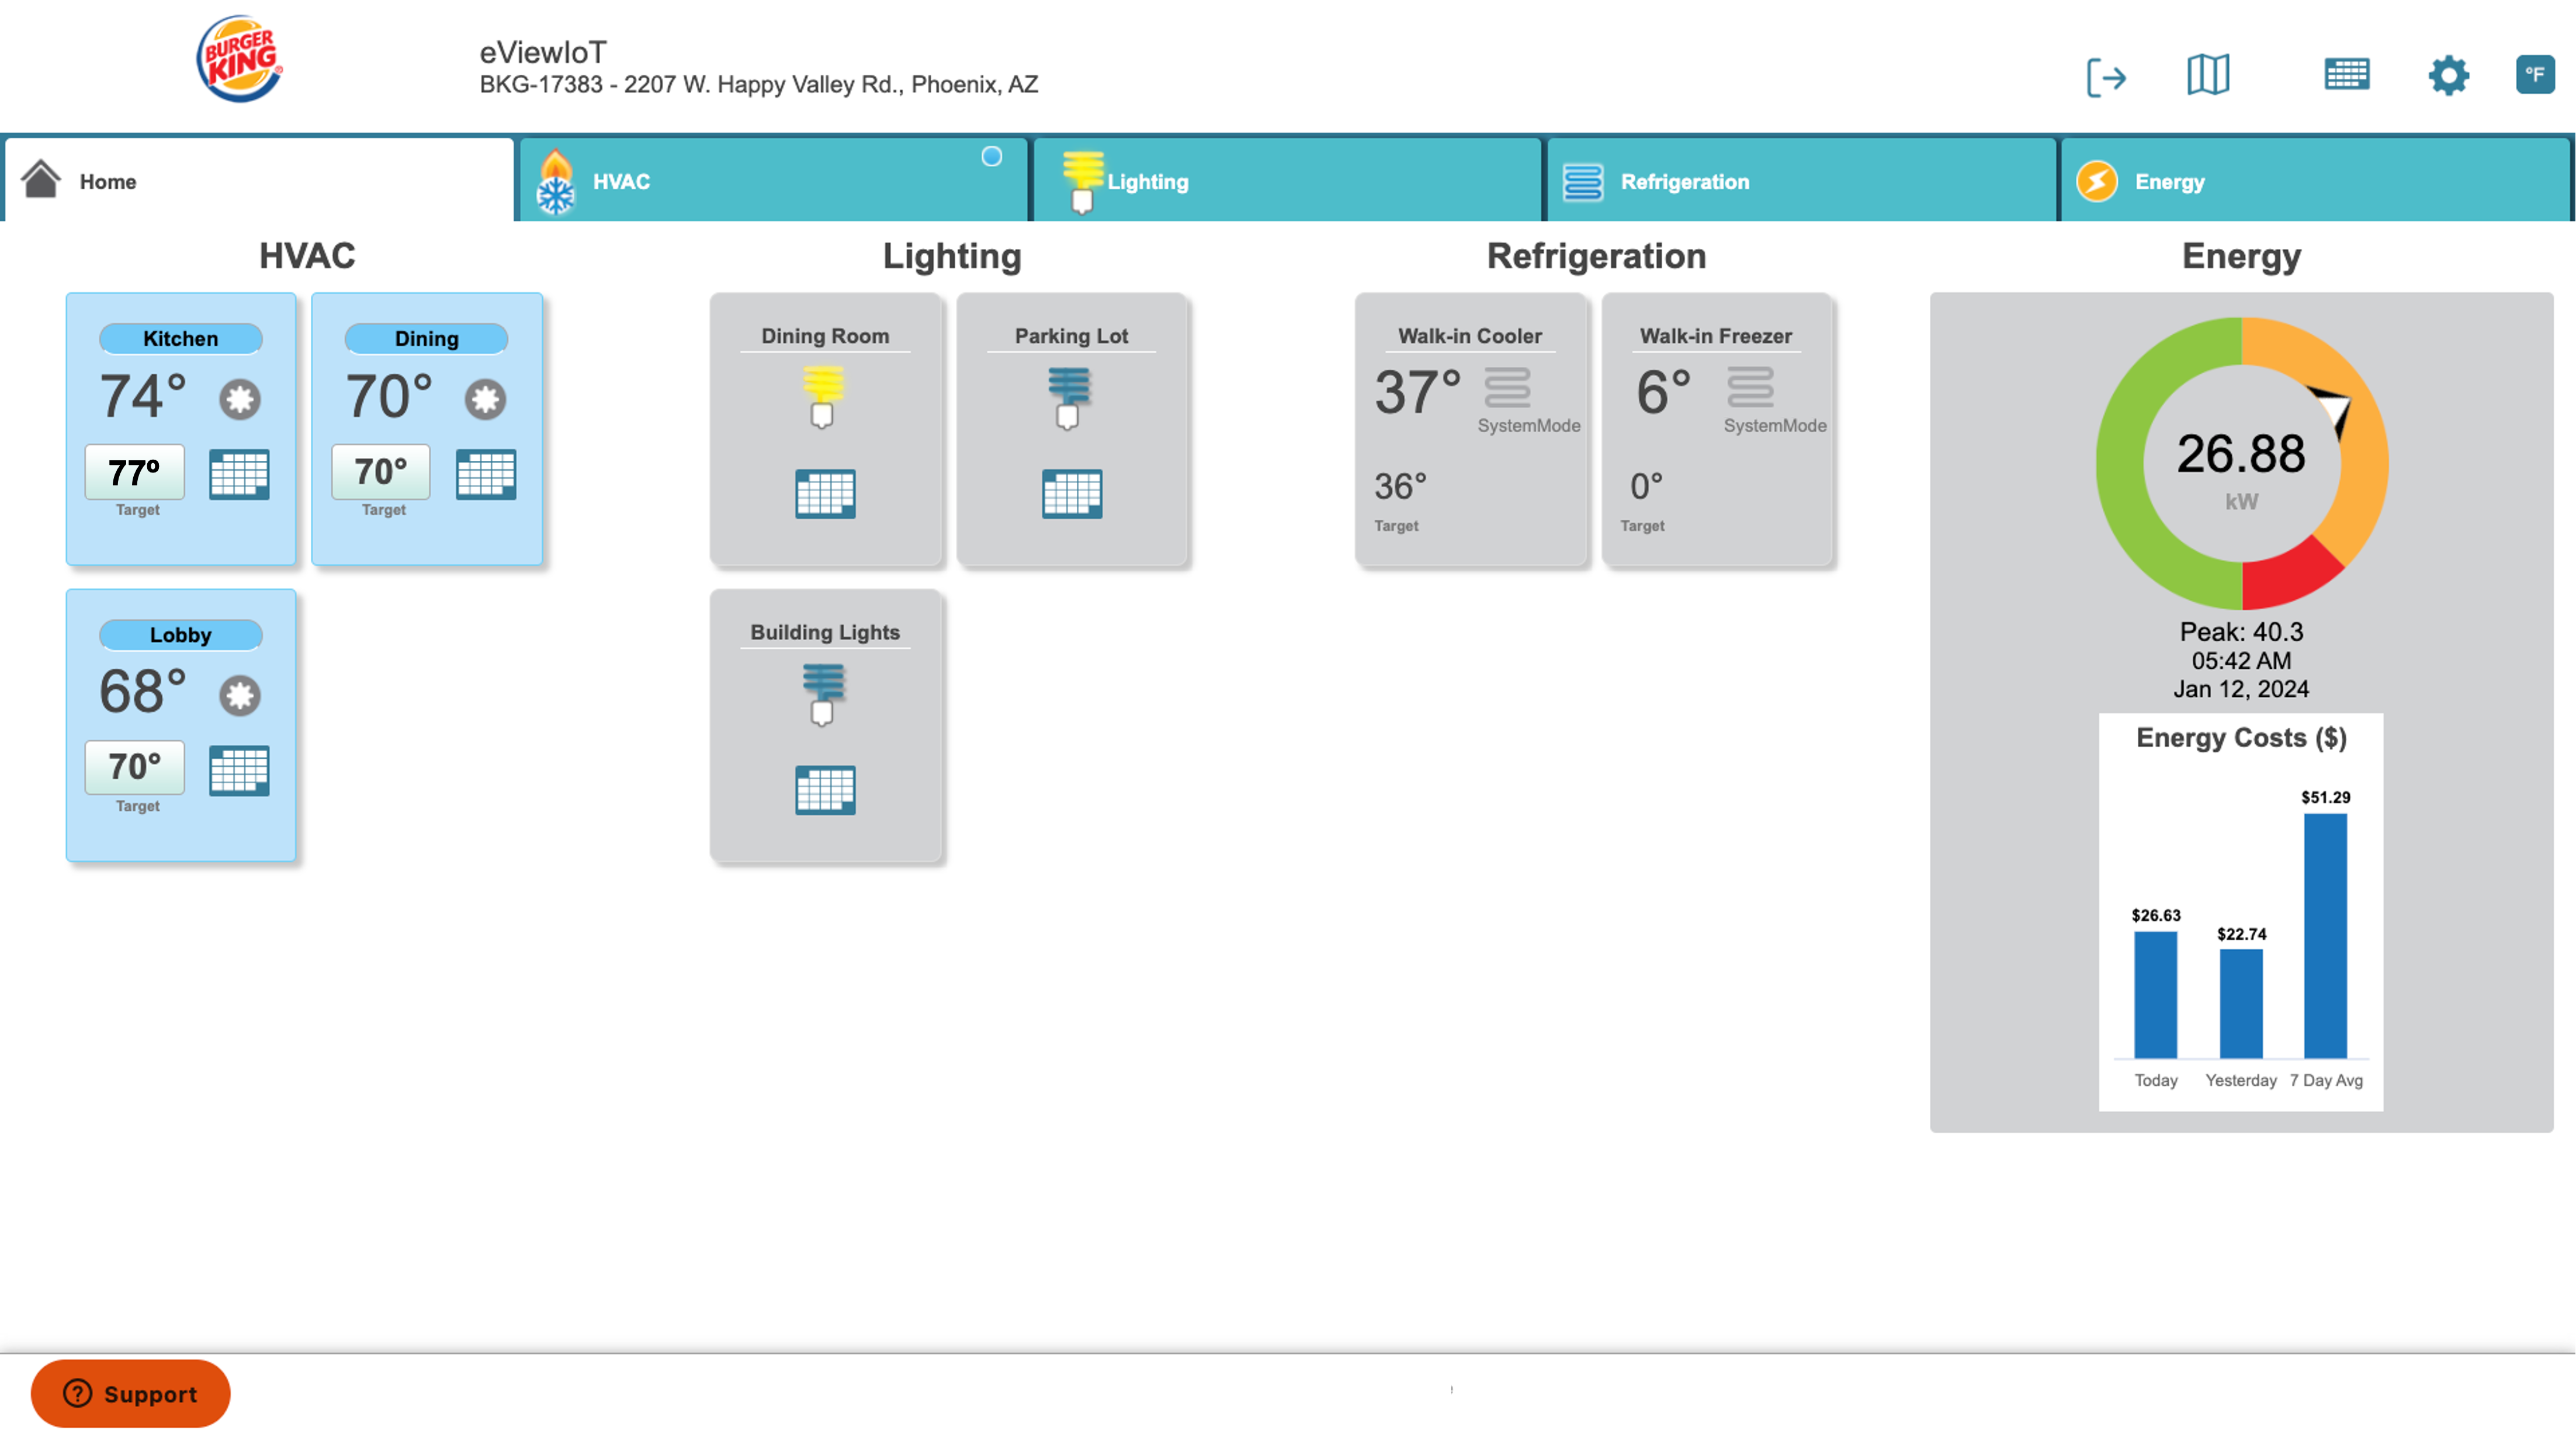 BURGER
KING
eViewIoT
BKG-17383 - 2207 W. Happy Valley Rd., Phoenix, AZ
°F
Home
HVAC
Lighting
Refrigeration
Energy
HVAC
Lighting
Refrigeration
Energy
Kitchen
74°
77º
Target
Dining
70°
70°
Target
Lobby
68°
70°
Target
Dining Room
Parking Lot
Building Lights
Walk-in Cooler
37°
SystemMode
36°
Target
Walk-in Freezer
6°
SystemMode
0°
Target
26.88
kW
Peak: 40.3
05:42 AM
Jan 12, 2024
Energy Costs ($)
$26.63
$22.74
$51.29
Today
Yesterday
7 Day Avg
Support